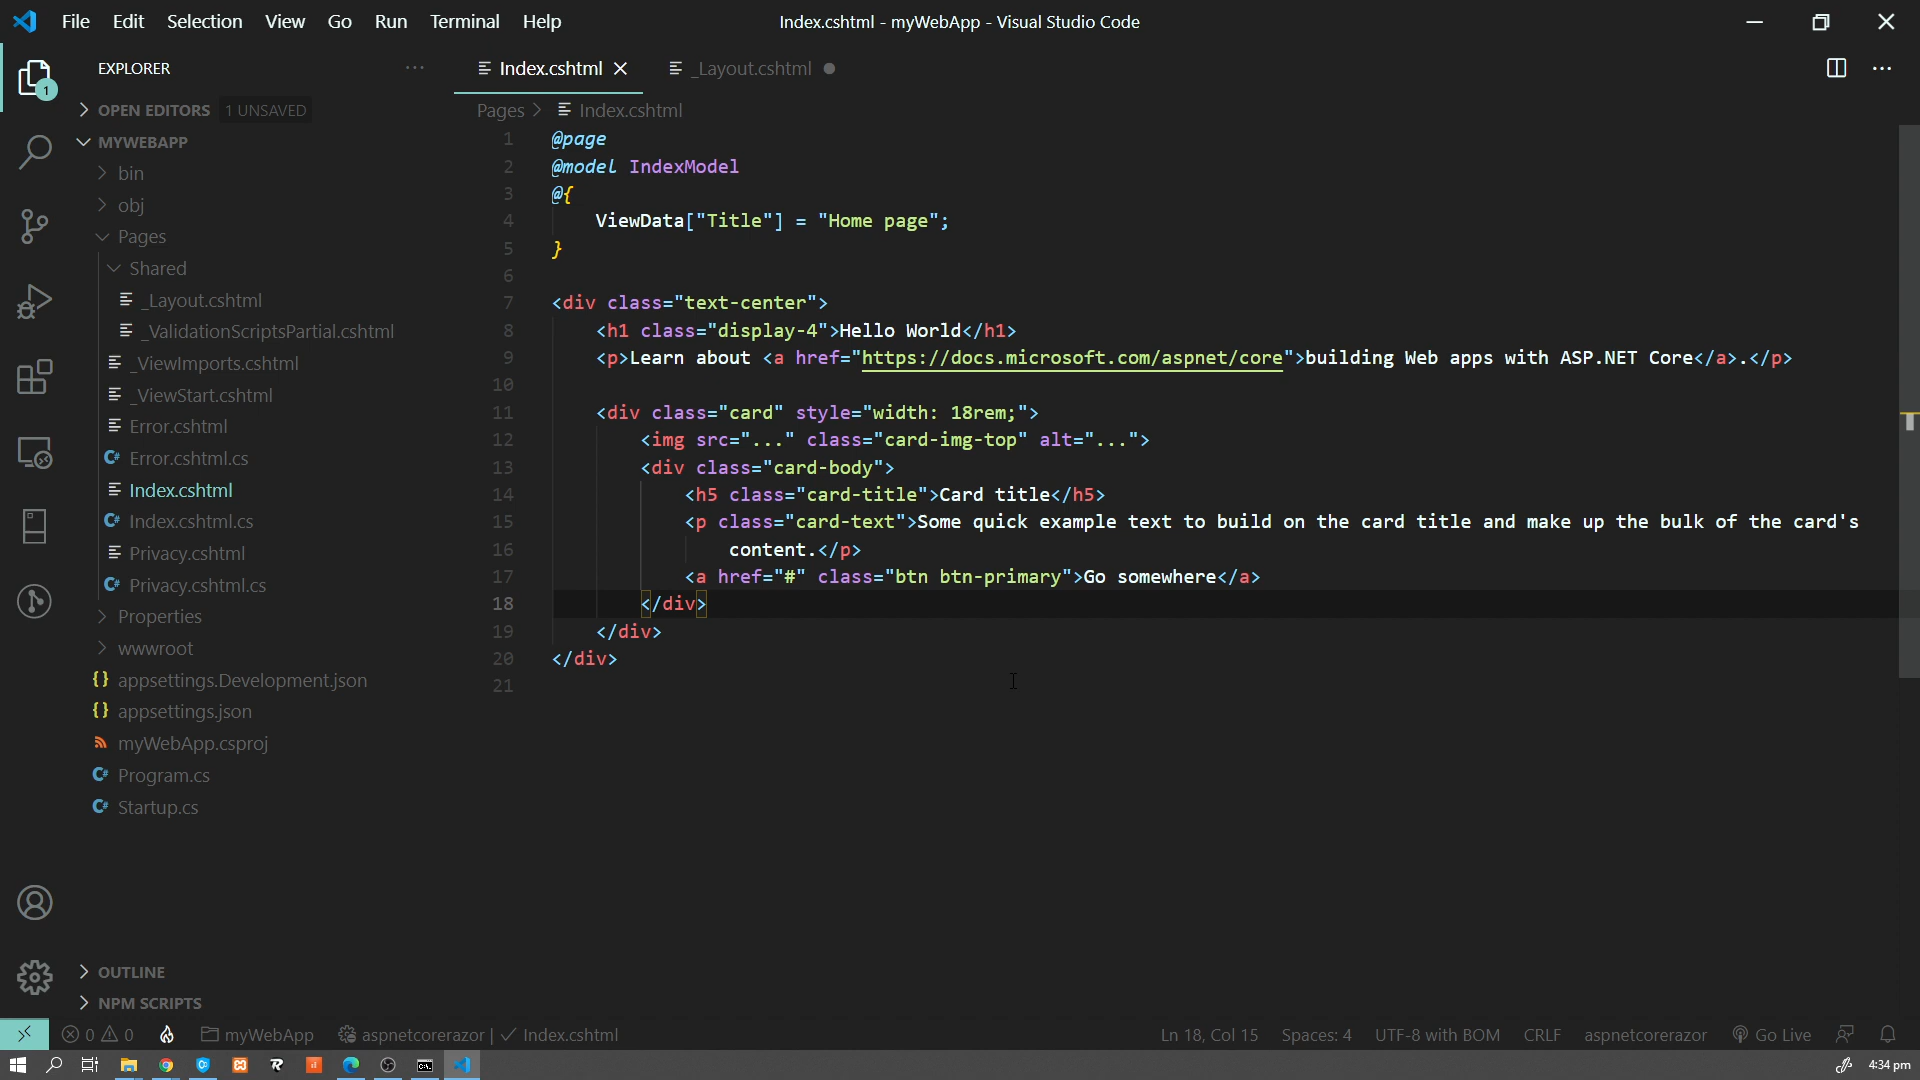 File Edit Selection View Go Run Terminal Help
Index.cshtml - myWebApp - Visual Studio Code
EXPLORER
Index.cshtml
_Layout.cshtml
1
OPEN EDITORS 1 UNSAVED
Pages > Index.cshtml
MYWEBAPP
bin
obj
Pages
Shared
_Layout.cshtml
_ValidationScriptsPartial.cshtml
_ViewImports.cshtml
_ViewStart.cshtml
Error.cshtml
C# Error.cshtml.cs
Index.cshtml
C# Index.cshtml.cs
Privacy.cshtml
C# Privacy.cshtml.cs
Properties
wwwroot
{} appsettings.Development.json
{} appsettings.json
myWebApp.csproj
C# Program.cs
C# Startup.cs
OUTLINE
NPM SCRIPTS
1 @page
2 @model IndexModel
3 @{
4     ViewData["Title"] = "Home page";
5 }
6
7 <div class="text-center">
8     <h1 class="display-4">Hello World</h1>
9     <p>Learn about <a href="https://docs.microsoft.com/aspnet/core">building Web apps with ASP.NET Core</a>.</p>
10
11     <div class="card" style="width: 18rem;">
12         <img src="..." class="card-img-top" alt="...">
13         <div class="card-body">
14             <h5 class="card-title">Card title</h5>
15             <p class="card-text">Some quick example text to build on the card title and make up the bulk of the card's
16                 content.</p>
17             <a href="#" class="btn btn-primary">Go somewhere</a>
18         </div>
19     </div>
20 </div>
21
0 0 myWebApp aspnetcorerazor | ✓ Index.cshtml Ln 18, Col 15 Spaces: 4 UTF-8 with BOM CRLF aspnetcorerazor Go Live
4:34 pm